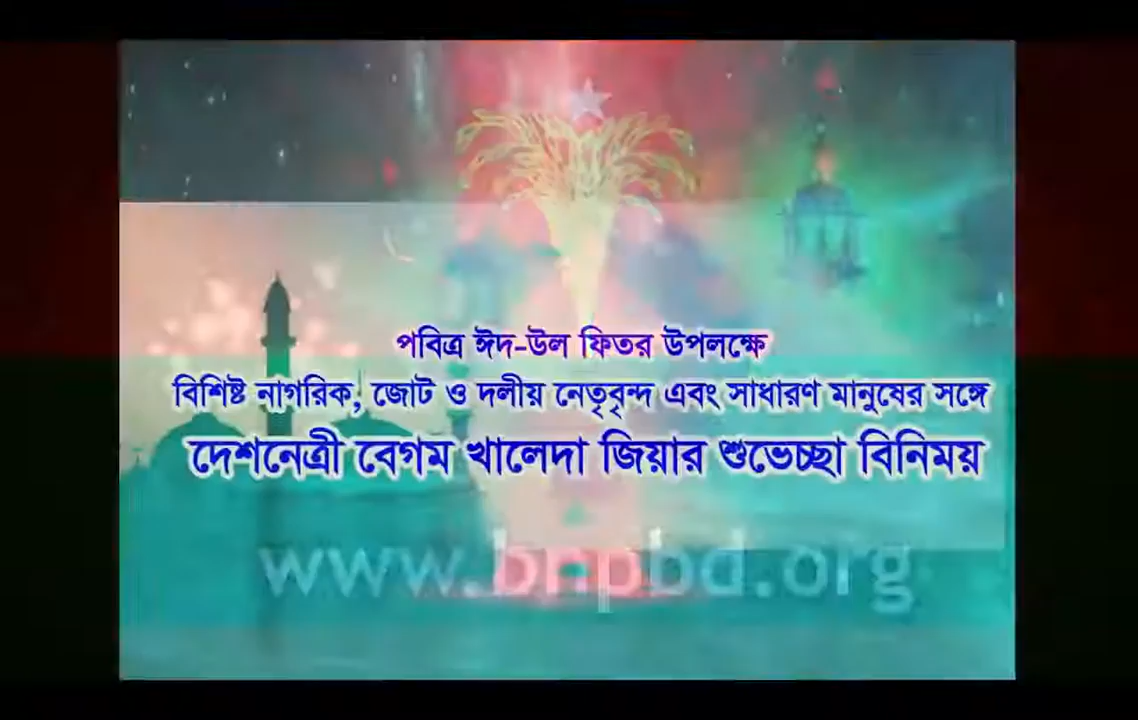 পবিত্র ঈদ-উল ফিতর উপলক্ষে
বিশিষ্ট নাগরিক, জোট ও দলীয় নেতৃবৃন্দ এবং সাধারণ মানুষের সঙ্গে
দেশনেত্রী বেগম খালেদা জিয়ার শুভেচ্ছা বিনিময়
www.bnpbd.org